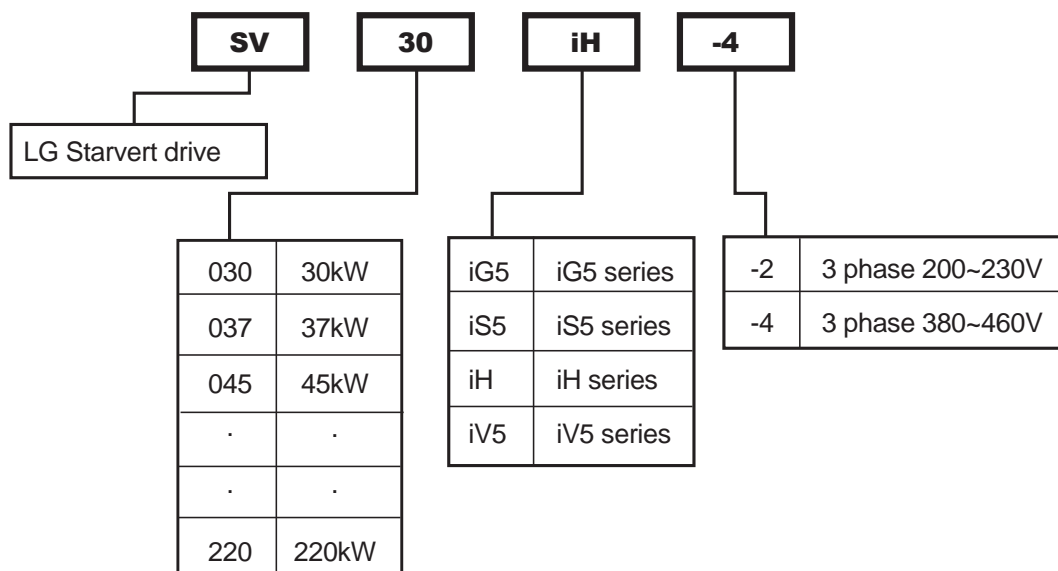 SV 30 iH -4
LG Starvert drive
030 30kW
037 37kW
045 45kW
. .
. .
220 220kW
iG5 iG5 series
iS5 iS5 series
iH iH series
iV5 iV5 series
-2 3 phase 200~230V
-4 3 phase 380~460V